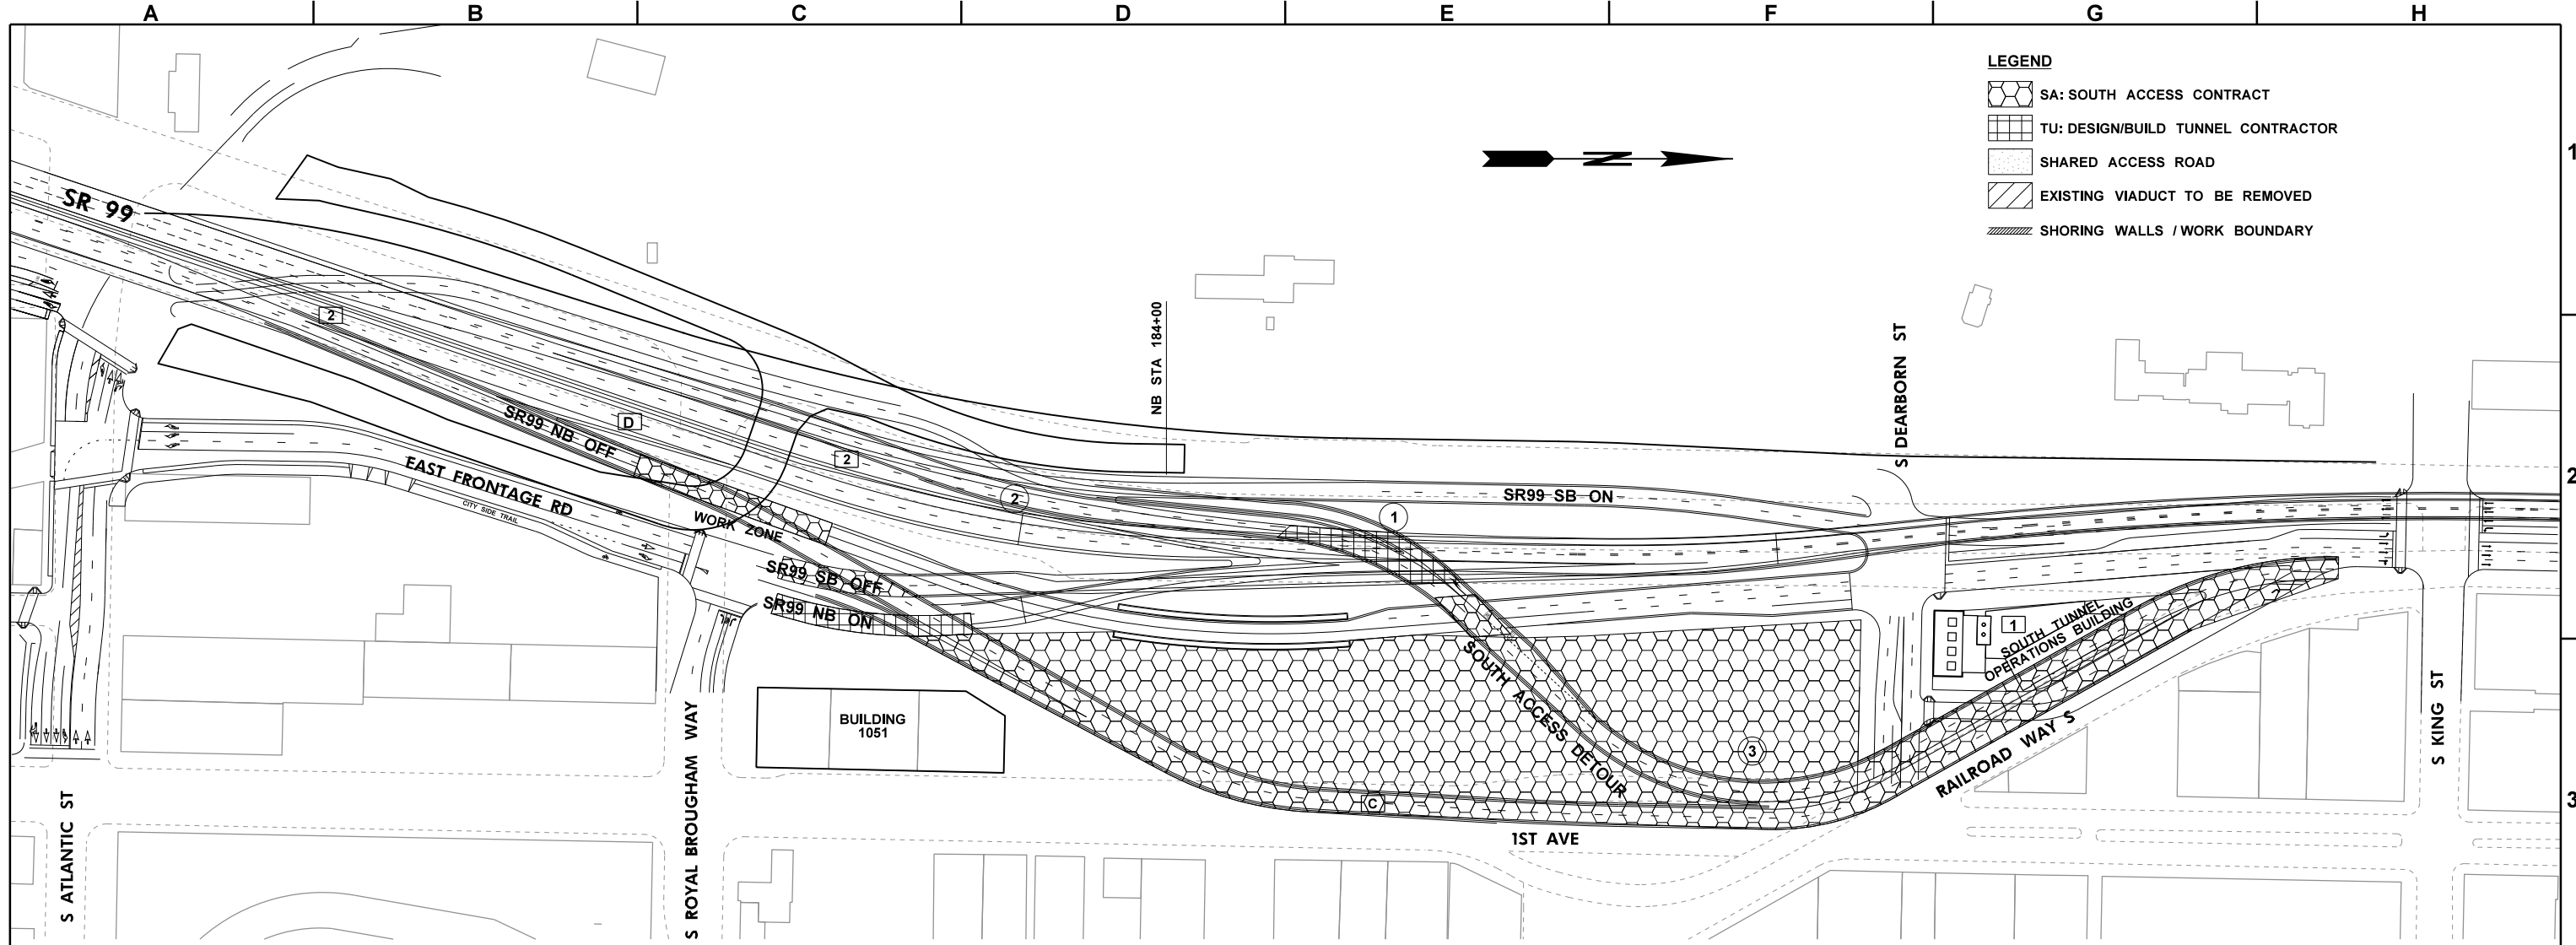 A B C D E F G H
LEGEND
SA: SOUTH ACCESS CONTRACT
TU: DESIGN/BUILD TUNNEL CONTRACTOR
SHARED ACCESS ROAD
EXISTING VIADUCT TO BE REMOVED
SHORING WALLS / WORK BOUNDARY
1
N
SR 99
2
NB STA 184+00
S DEARBORN ST
D
SR99 NB OFF
2
EAST FRONTAGE RD
CITY SIDE TRAIL
WORK ZONE
2
1
SR99 SB ON
2
SR99 SB OFF
SR99 NB ON
1
SOUTH TUNNEL
OPERATIONS BUILDING
SOUTH ACCESS DETOUR
BUILDING
1051
3
C
RAILROAD WAY S
S KING ST
3
1ST AVE
S ATLANTIC ST
S ROYAL BROUGHAM WAY